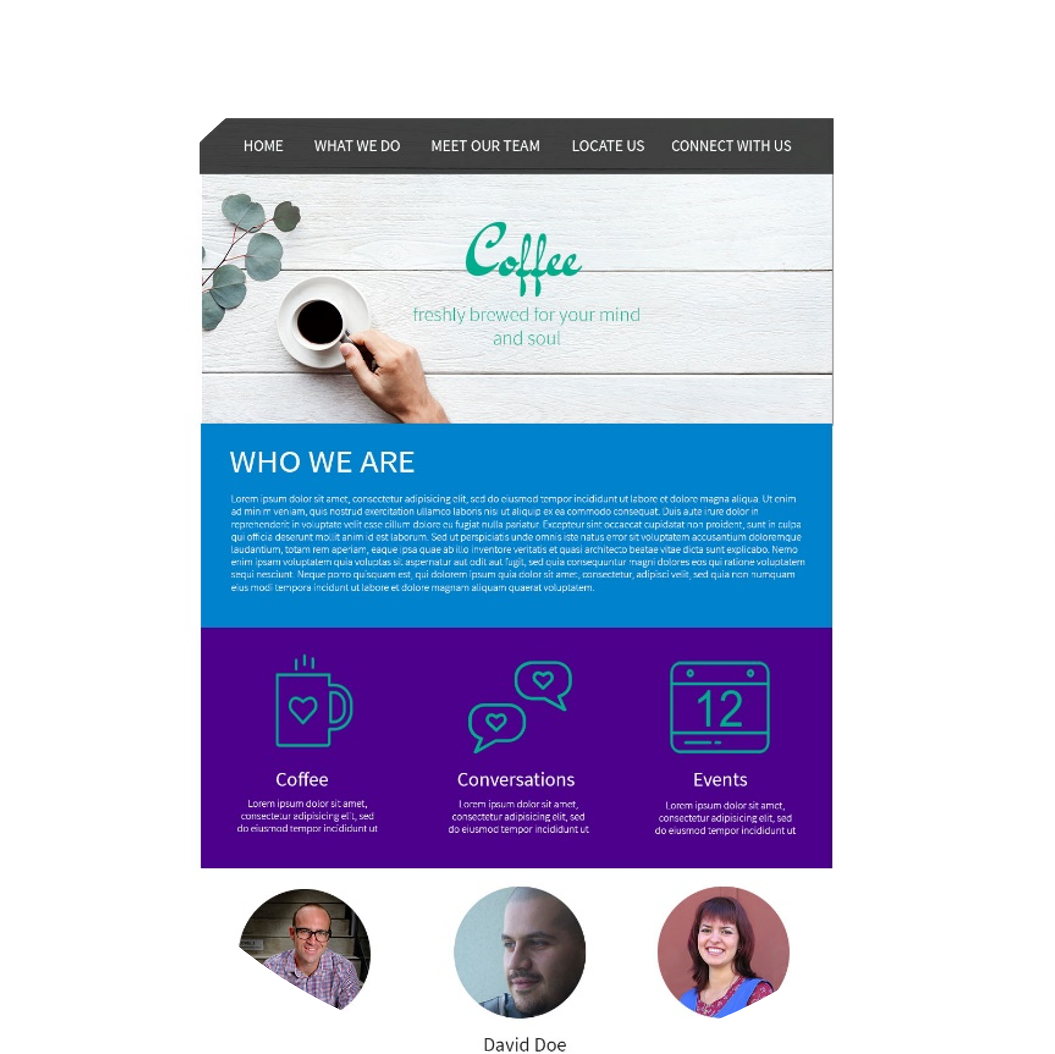 HOME WHAT WE DO MEET OUR TEAM LOCATE US CONNECT WITH US
Coffee
freshly brewed for your mind
and soul
WHO WE ARE
Lorem ipsum dolor sit amet, consectetur adipisicing elit, sed do eiusmod tempor incididunt ut labore et dolore magna aliqua. Ut enim
ad minim veniam, quis nostrud exercitation ullamco laboris nisi ut aliquip ex ea commodo consequat. Duis aute irure dolor in
reprehenderit in voluptate velit esse cillum dolore eu fugiat nulla pariatur. Excepteur sint occaecat cupidatat non proident, sunt in culpa
qui officia deserunt mollit anim id est laborum. Sed ut perspiciatis unde omnis iste natus error sit voluptatem accusantium doloremque
laudantium, totam rem aperiam, eaque ipsa quae ab illo inventore veritatis et quasi architecto beatae vitae dicta sunt explicabo. Nemo
enim ipsam voluptatem quia voluptas sit aspernatur aut odit aut fugit, sed quia consequuntur magni dolores eos qui ratione voluptatem
sequi nesciunt. Neque porro quisquam est, qui dolorem ipsum quia dolor sit amet, consectetur, adipisci velit, sed quia non numquam
eius modi tempora incidunt ut labore et dolore magnam aliquam quaerat voluptatem.
12
Coffee
Lorem ipsum dolor sit amet,
consectetur adipisicing elit, sed
do eiusmod tempor incididunt ut
Conversations
Lorem ipsum dolor sit amet,
consectetur adipisicing elit, sed
do eiusmod tempor incididunt ut
Events
Lorem ipsum dolor sit amet,
consectetur adipisicing elit, sed
do eiusmod tempor incididunt ut
David Doe